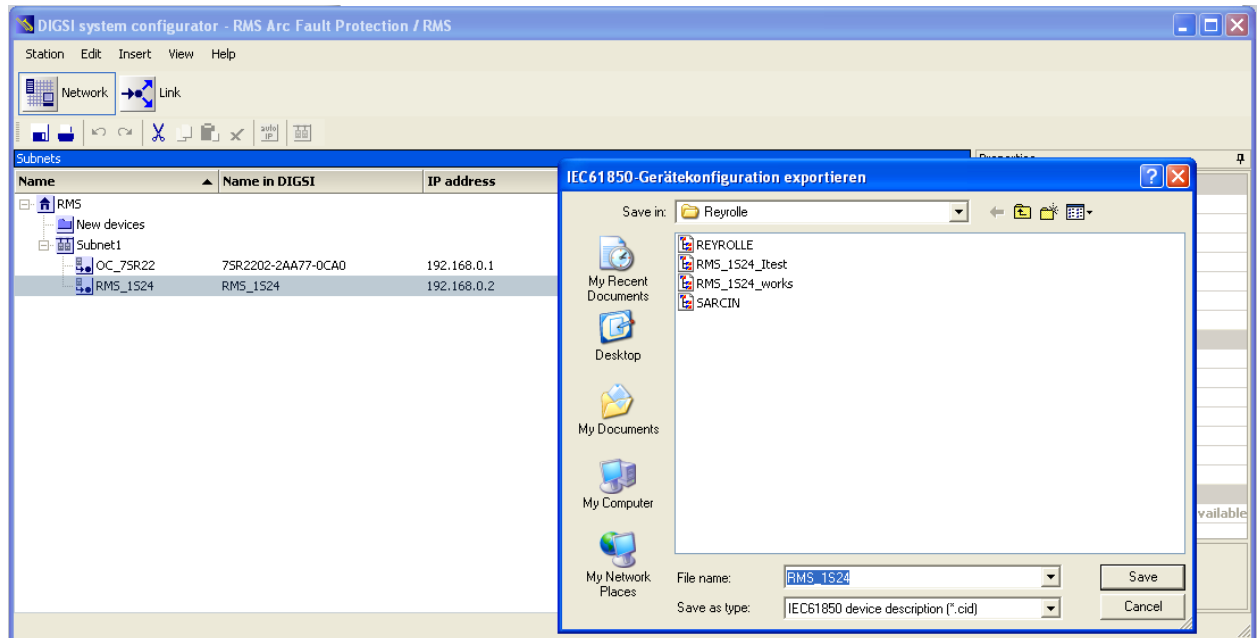 DIGSI system configurator - RMS Arc Fault Protection / RMS
Station Edit Insert View Help
Network Link
auto IP
Subnets
Name Name in DIGSI IP address
RMS
New devices
Subnet1
OC_7SR22 7SR2202-2AA77-0CA0 192.168.0.1
RMS_1S24 RMS_1S24 192.168.0.2
IEC61850-Gerätekonfiguration exportieren
Save in: Reyrolle
My Recent Documents
Desktop
My Documents
My Computer
My Network Places
REYROLLE
RMS_1S24_Itest
RMS_1S24_works
SARCIN
File name: RMS_1S24 Save
Save as type: IEC61850 device description (*.cid) Cancel
vailable